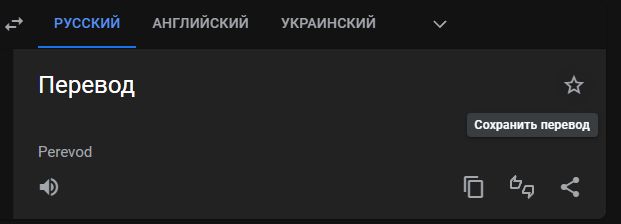 РУССКИЙ АНГЛИЙСКИЙ УКРАИНСКИЙ
Перевод
Сохранить перевод
Perevod